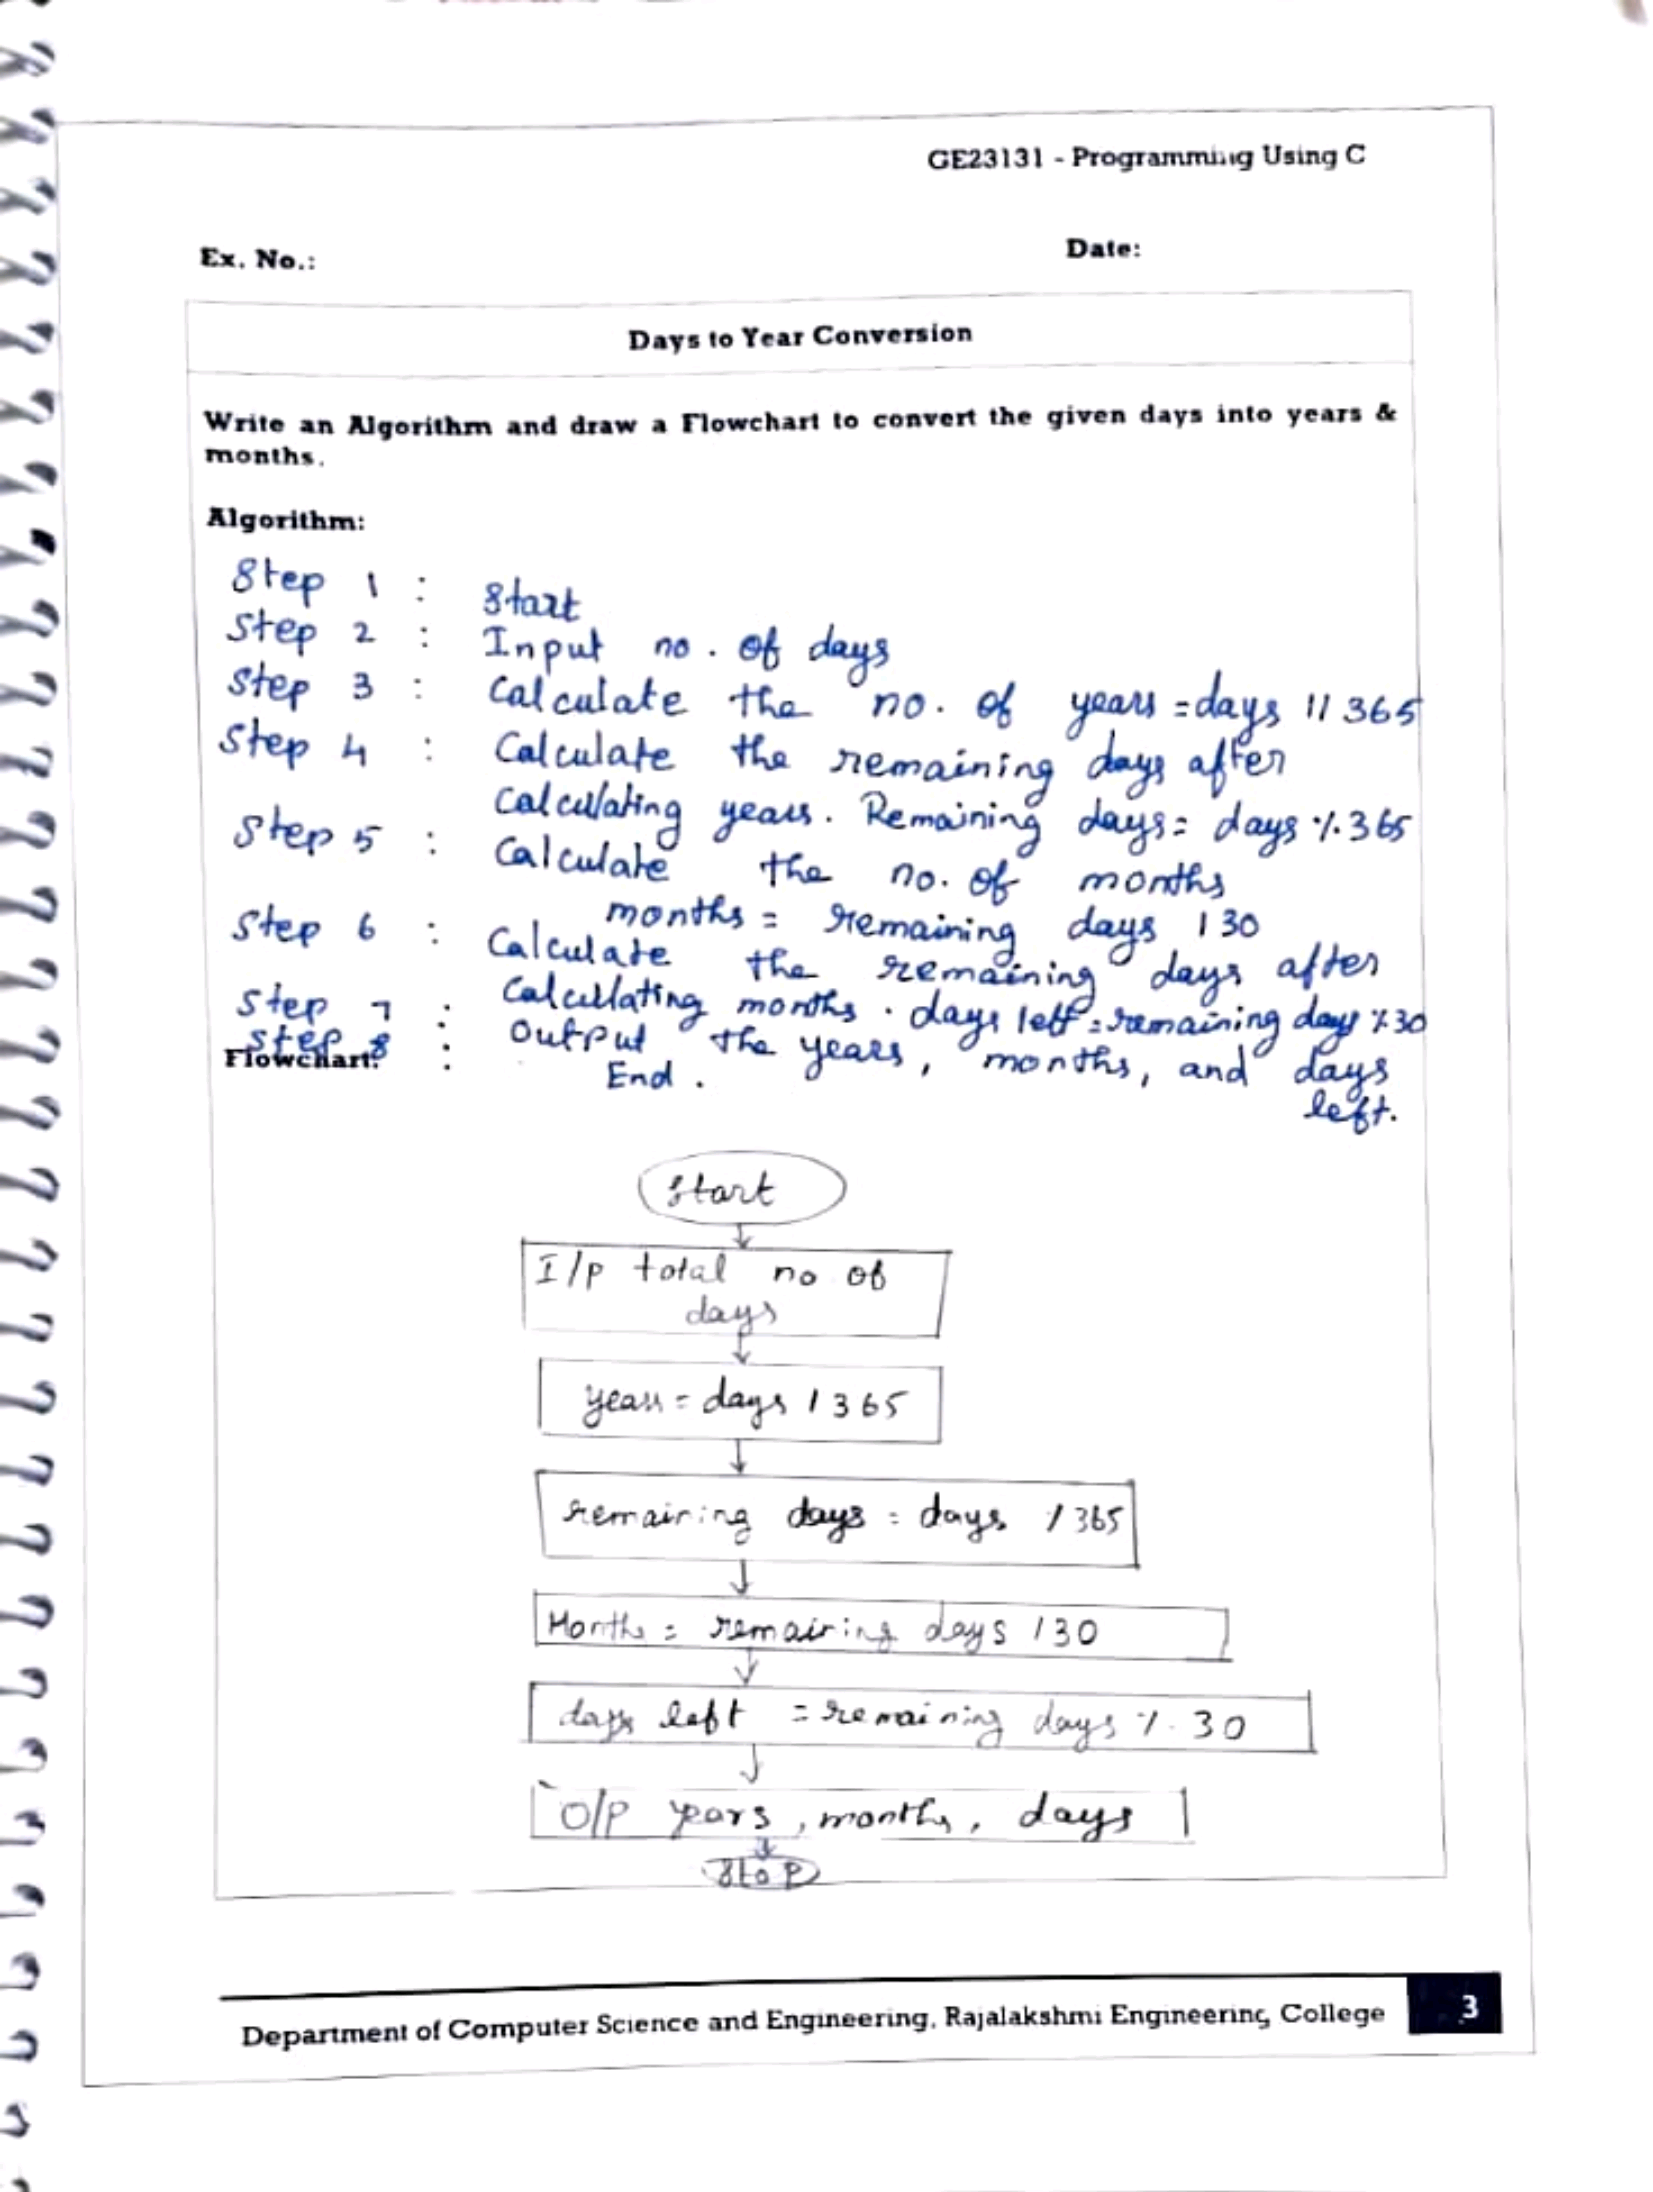 GE23131 - Programming Using C
Ex. No.:
Date:
Days to Year Conversion
Write an Algorithm and draw a Flowchart to convert the given days into years &
months.
Algorithm:
Step 1 : Start
Step 2 : Input no. of days
Step 3 : Calculate the no. of years = days // 365
Step 4 : Calculate the remaining days after
calculating years. Remaining days = days % 365
Step 5 : Calculate the no. of months
months = remaining days / 30
Step 6 : Calculate the remaining days after
calculating months. days left = remaining days % 30
Step 7 : Output the years, months, and days
left.
Step 8 : End.
Flowchart:
Start
I/p total no of
days
years = days / 365
remaining days = days % 365
Months = remaining days / 30
days left = remaining days % 30
O/P years, months, days
Stop
Department of Computer Science and Engineering, Rajalakshmi Engineering College
3